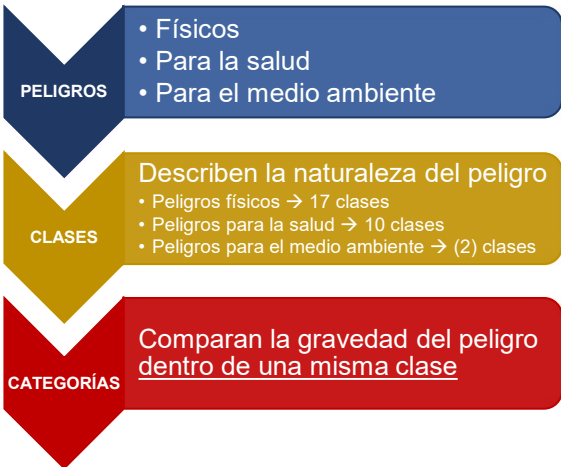 PELIGROS
• Físicos
• Para la salud
• Para el medio ambiente
CLASES
Describen la naturaleza del peligro
• Peligros físicos → 17 clases
• Peligros para la salud → 10 clases
• Peligros para el medio ambiente → (2) clases
CATEGORÍAS
Comparan la gravedad del peligro
dentro de una misma clase